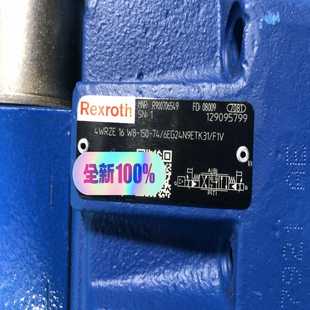 Rexroth
MNR: R900706549
FD: 08009
7DB1
SN: 1
129095799
4WRZE 16 W8-150-74/6EG24N9ETK31/F1V
全新100%